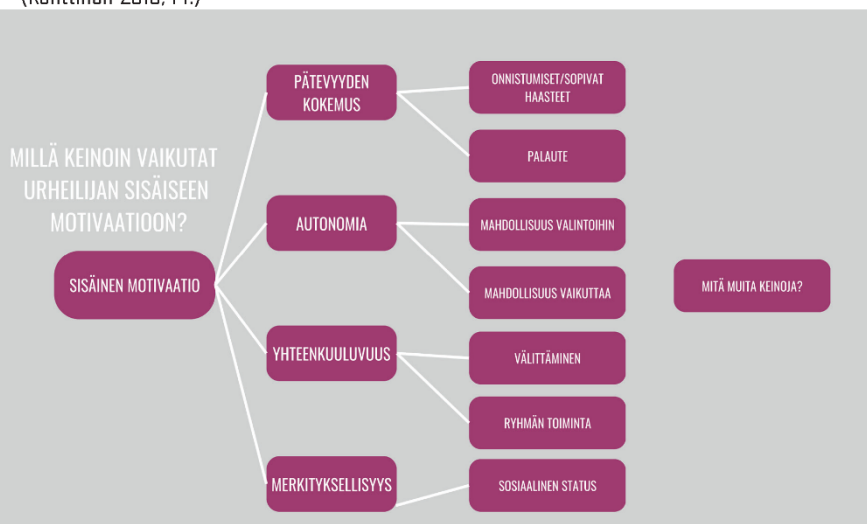 MILLÄ KEINOIN VAIKUTAT
URHEILIJAN SISÄISEEN
MOTIVAATIOON?
SISÄINEN MOTIVAATIO
PÄTEVYYDEN
KOKEMUS
ONNISTUMISET/SOPIVAT
HAASTEET
PALAUTE
AUTONOMIA
MAHDOLLISUUS VALINTOIHIN
MAHDOLLISUUS VAIKUTTAA
YHTEENKUULUVUUS
VÄLITTÄMINEN
RYHMÄN TOIMINTA
MERKITYKSELLISYYS
SOSIAALINEN STATUS
MITÄ MUITA KEINOJA?